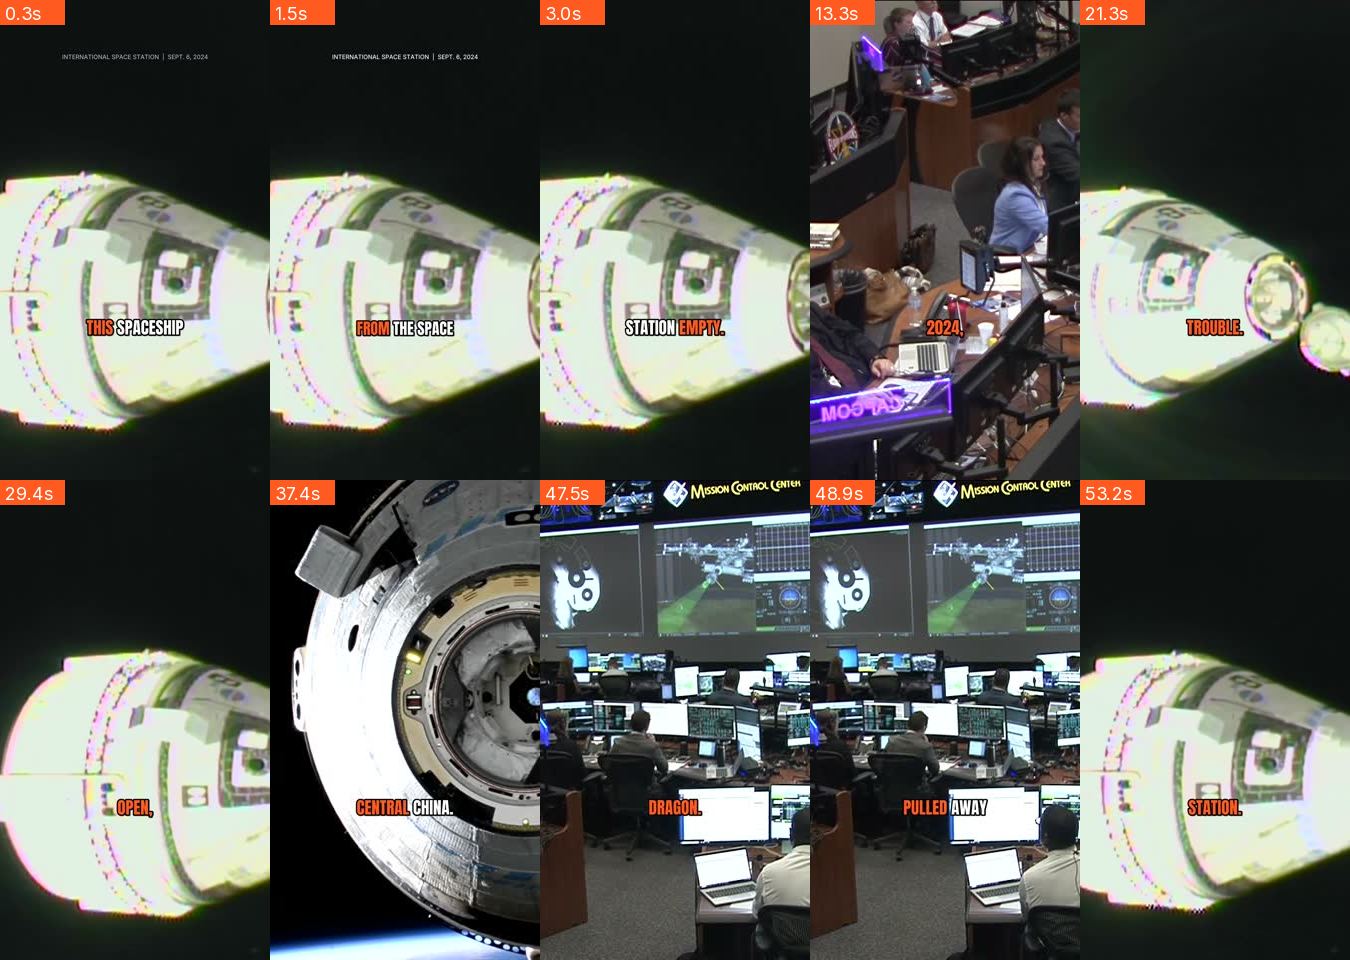 0.3s
INTERNATIONAL SPACE STATION | SEPT. 6, 2024
THIS SPACESHIP
1.5s
INTERNATIONAL SPACE STATION | SEPT. 6, 2024
FROM THE SPACE
3.0s
STATION EMPTY.
13.3s
2024,
CAPCOM
21.3s
TROUBLE.
29.4s
OPEN,
37.4s
CENTRAL CHINA.
47.5s
MISSION CONTROL CENTER
DRAGON.
48.9s
MISSION CONTROL CENTER
PULLED AWAY
53.2s
STATION.